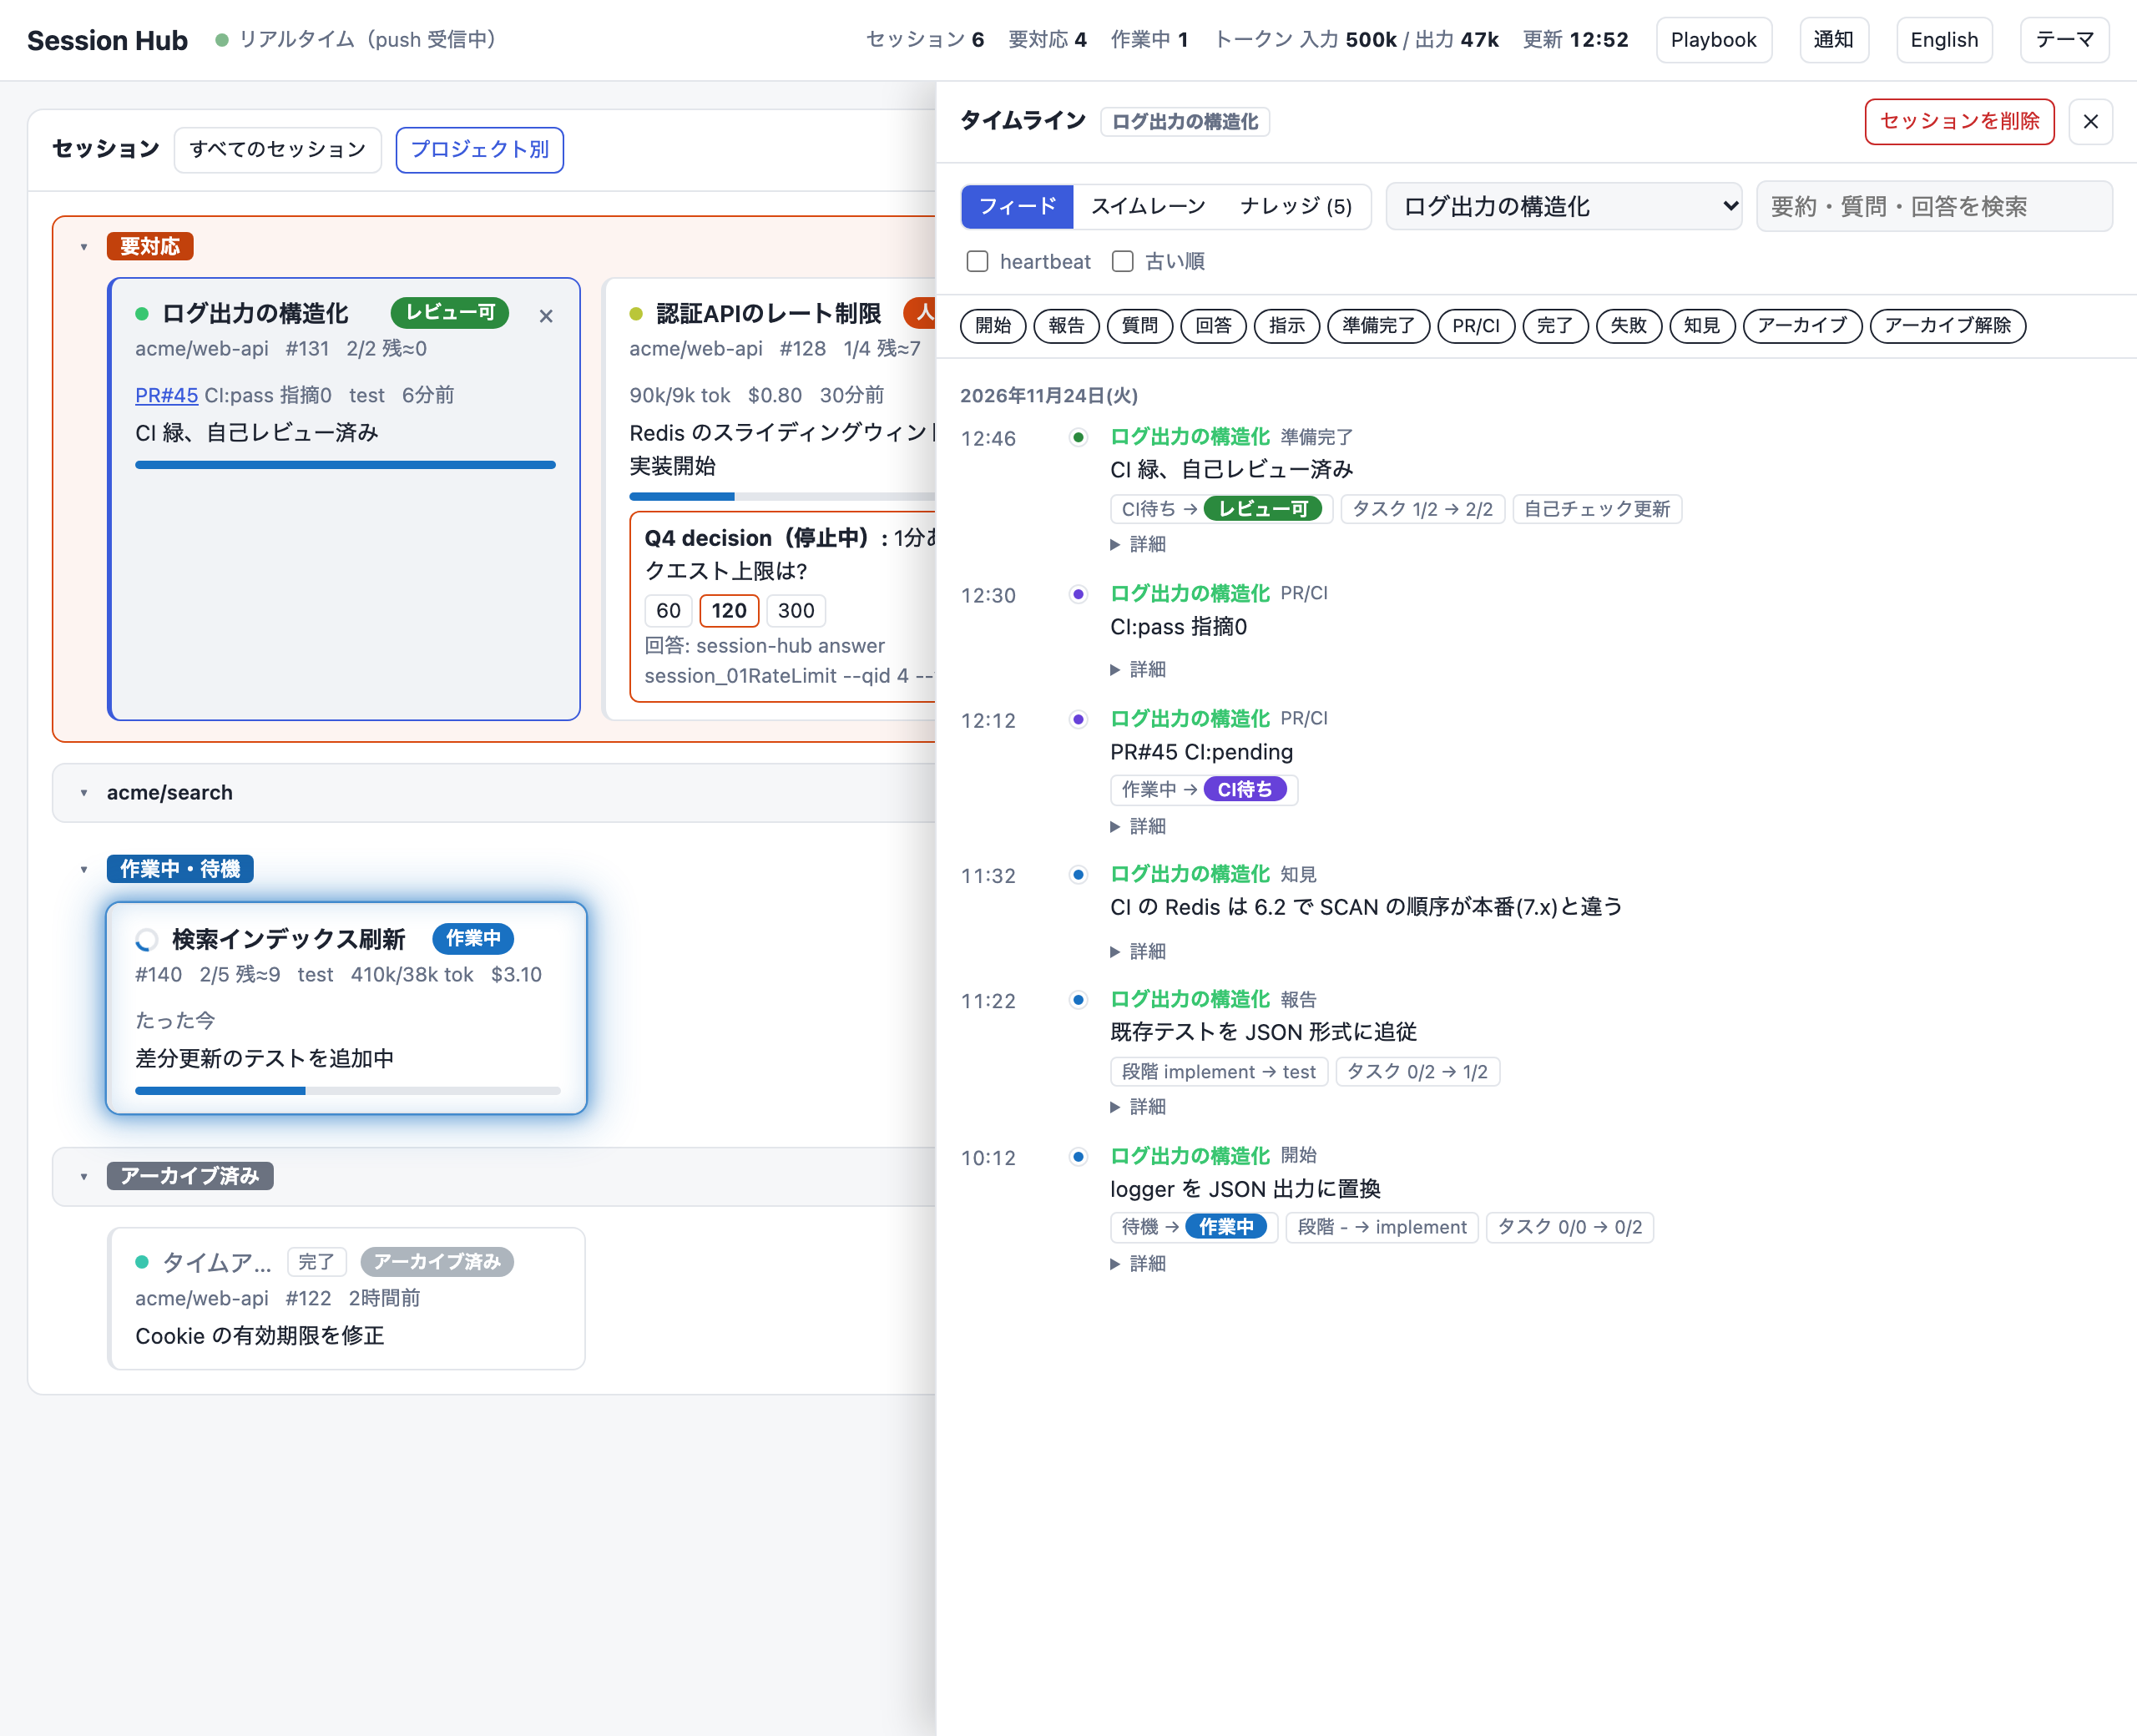 Session Hub
リアルタイム（push 受信中）
セッション 6 要対応 4 作業中 1 トークン 入力 500k / 出力 47k 更新 12:52
Playbook
通知
English
テーマ
セッション
すべてのセッション
プロジェクト別
要対応
ログ出力の構造化 レビュー可 ×
acme/web-api #131 2/2 残≈0
PR#45 CI:pass 指摘0 test 6分前
CI 緑、自己レビュー済み
認証APIのレート制限 人
acme/web-api #128 1/4 残≈7
90k/9k tok $0.80 30分前
Redis のスライディングウィン
実装開始
Q4 decision（停止中）: 1分あ
クエスト上限は?
60 120 300
回答: session-hub answer
session_01RateLimit --qid 4 --
acme/search
作業中・待機
検索インデックス刷新 作業中
#140 2/5 残≈9 test 410k/38k tok $3.10
たった今
差分更新のテストを追加中
アーカイブ済み
タイムア... 完了 アーカイブ済み
acme/web-api #122 2時間前
Cookie の有効期限を修正
タイムライン ログ出力の構造化
セッションを削除 ×
フィード スイムレーン ナレッジ (5)
ログ出力の構造化
要約・質問・回答を検索
heartbeat 古い順
開始 報告 質問 回答 指示 準備完了 PR/CI 完了 失敗 知見 アーカイブ アーカイブ解除
2026年11月24日(火)
12:46 ログ出力の構造化 準備完了
CI 緑、自己レビュー済み
CI待ち → レビュー可 タスク 1/2 → 2/2 自己チェック更新
▶ 詳細
12:30 ログ出力の構造化 PR/CI
CI:pass 指摘0
▶ 詳細
12:12 ログ出力の構造化 PR/CI
PR#45 CI:pending
作業中 → CI待ち
▶ 詳細
11:32 ログ出力の構造化 知見
CI の Redis は 6.2 で SCAN の順序が本番(7.x)と違う
▶ 詳細
11:22 ログ出力の構造化 報告
既存テストを JSON 形式に追従
段階 implement → test タスク 0/2 → 1/2
▶ 詳細
10:12 ログ出力の構造化 開始
logger を JSON 出力に置換
待機 → 作業中 段階 - → implement タスク 0/0 → 0/2
▶ 詳細